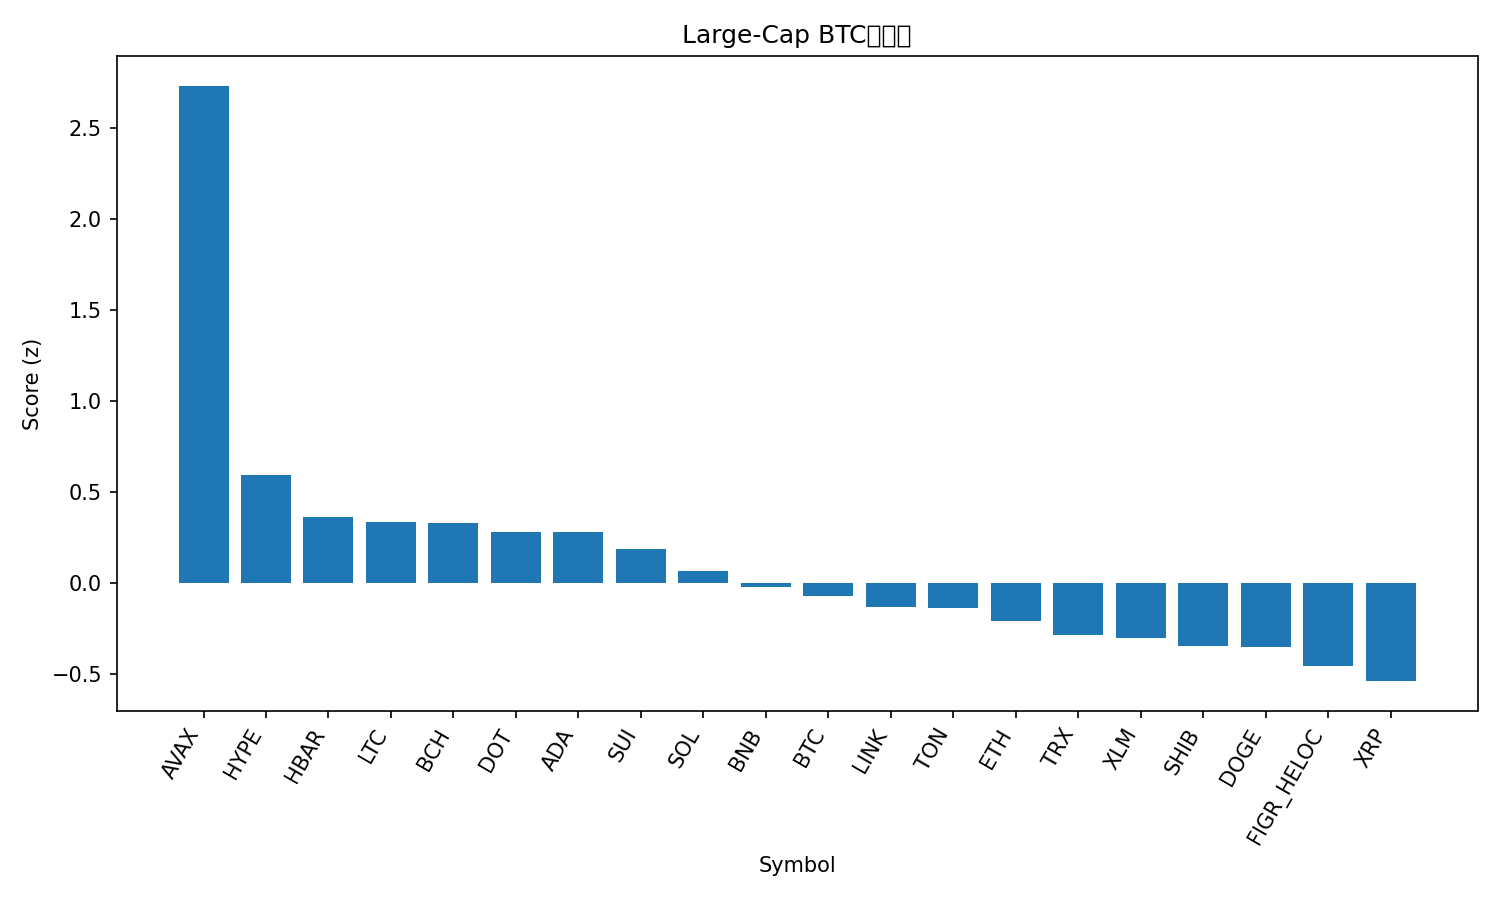 Large-Cap BTC
Score (z)
2.5
2.0
1.5
1.0
0.5
0.0
−0.5
AVAX
HYPE
HBAR
LTC
BCH
DOT
ADA
SUI
SOL
BNB
BTC
LINK
TON
ETH
TRX
XLM
SHIB
DOGE
FIGR_HELOC
XRP
Symbol